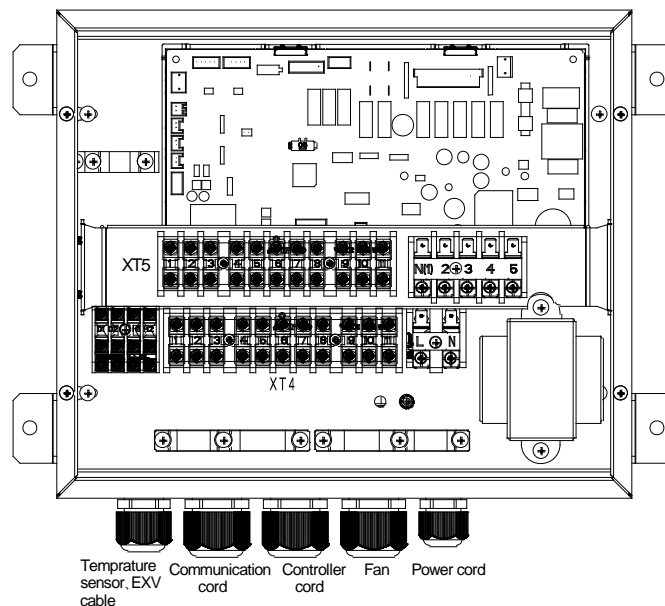 XT5
1 2 3 4 5 6 7 8 9 10 11
N(1) 2 3 4 5
1 2 3 4 5 6 7 8 9 10 11
L N
XT4
Temprature
sensor、EXV
cable
Communication
cord
Controller
cord
Fan
Power cord